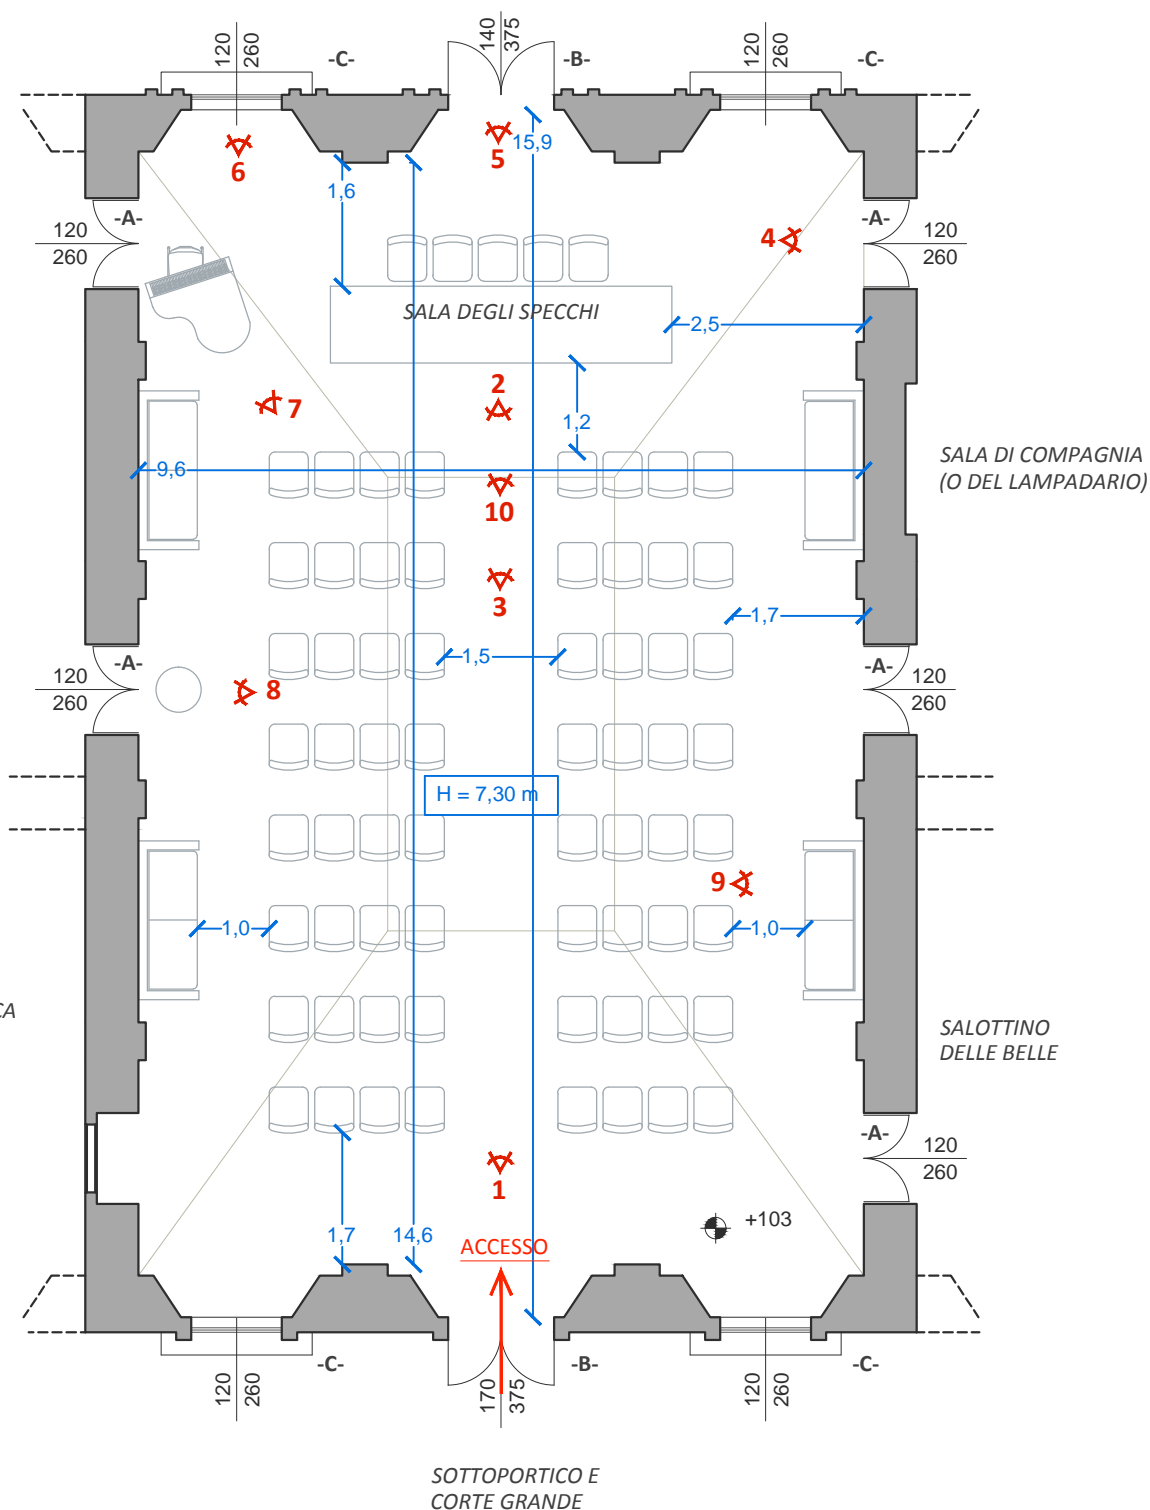 120
260
-C-
140
375
-B-
-C-
120
260
6
5
15,9
1,6
-A-
120
260
4
-A-
120
260
SALA DEGLI SPECCHI
2,5
2
7
1,2
9,6
SALA DI COMPAGNIA
(O DEL LAMPADARIO)
10
3
1,7
1,5
-A-
120
260
8
-A-
120
260
H = 7,30 m
9
1,0
1,0
CA
SALOTTINO
DELLE BELLE
-A-
120
260
1
1,7
14,6
ACCESSO
+103
-C-
-B-
-C-
120
260
170
375
120
260
SOTTOPORTICO E
CORTE GRANDE